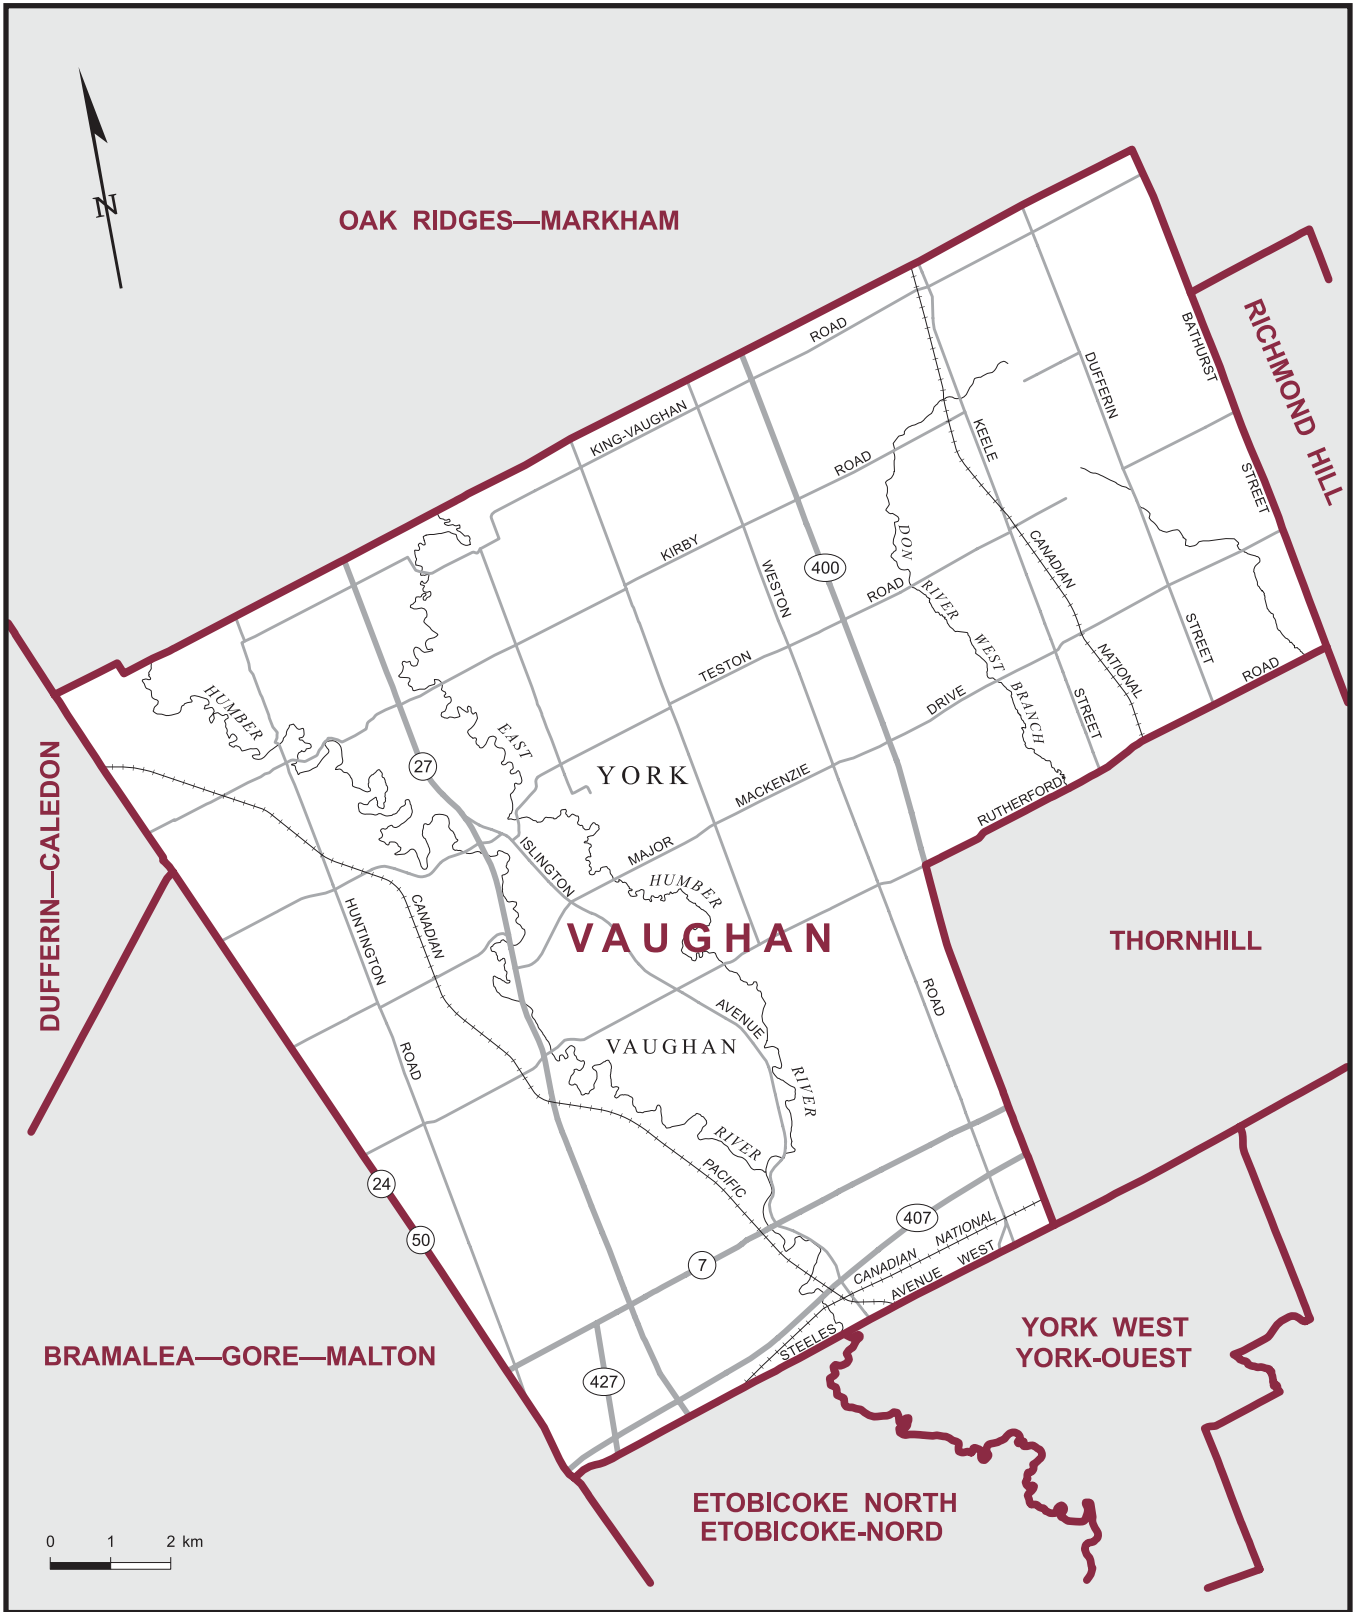 N
OAK RIDGES—MARKHAM
RICHMOND HILL
BATHURST
STREET
DUFFERIN
STREET
KEELE
STREET
ROAD
KING-VAUGHAN
ROAD
KIRBY
WESTON
400
CANADIAN
NATIONAL
DON
RIVER
WEST
BRANCH
ROAD
TESTON
DRIVE
MACKENZIE
MAJOR
ROAD
RUTHERFORD
HUMBER
EAST
27
YORK
ISLINGTON
HUMBER
VAUGHAN
HUNTINGTON
ROAD
CANADIAN
ROAD
AVENUE
VAUGHAN
RIVER
RIVER
PACIFIC
THORNHILL
DUFFERIN—CALEDON
24
50
7
407
CANADIAN NATIONAL
AVENUE WEST
STEELES
427
BRAMALEA—GORE—MALTON
YORK WEST
YORK-OUEST
ETOBICOKE NORTH
ETOBICOKE-NORD
0 1 2 km